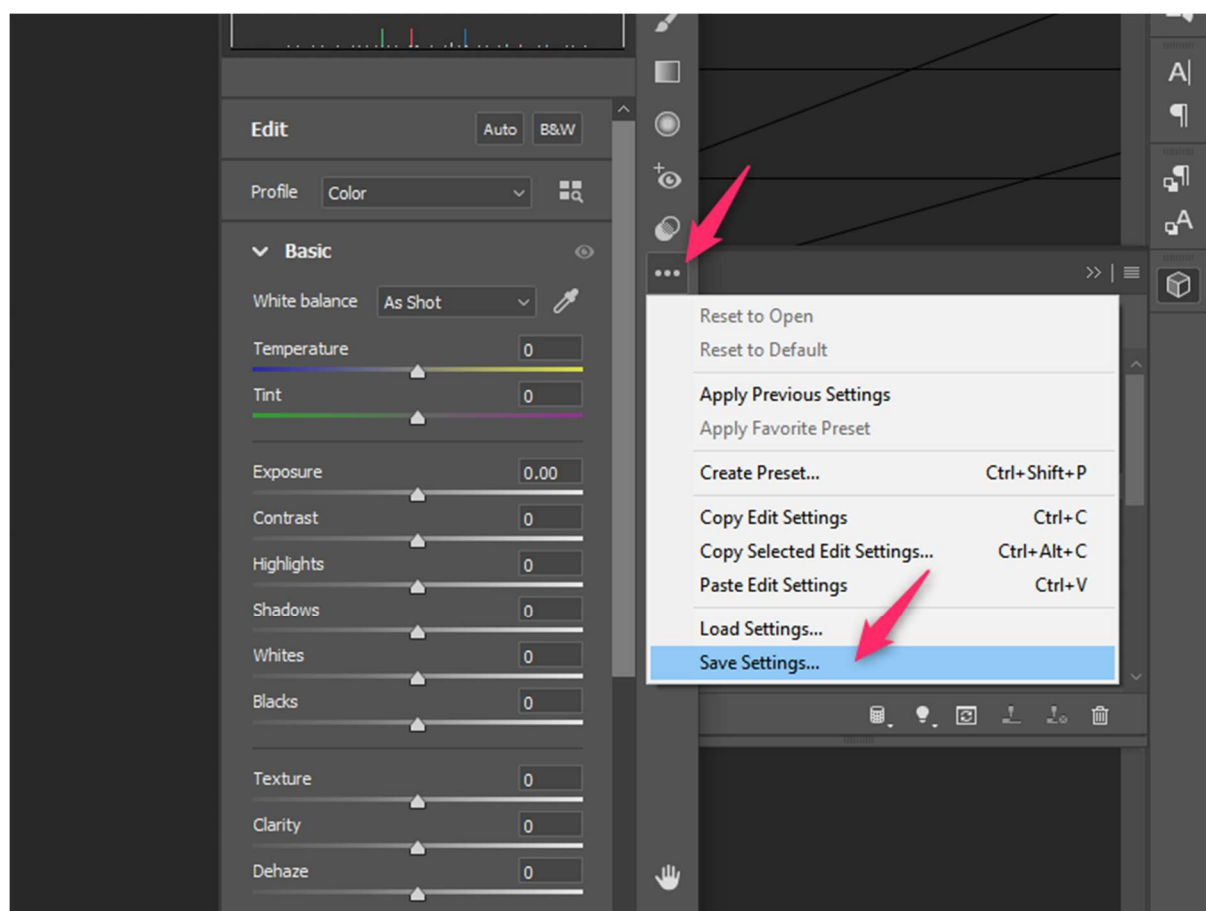 Edit
Auto B&W
Profile Color
Basic
White balance As Shot
Temperature 0
Tint 0
Exposure 0.00
Contrast 0
Highlights 0
Shadows 0
Whites 0
Blacks 0
Texture 0
Clarity 0
Dehaze 0
Reset to Open
Reset to Default
Apply Previous Settings
Apply Favorite Preset
Create Preset... Ctrl+Shift+P
Copy Edit Settings Ctrl+C
Copy Selected Edit Settings... Ctrl+Alt+C
Paste Edit Settings Ctrl+V
Load Settings...
Save Settings...